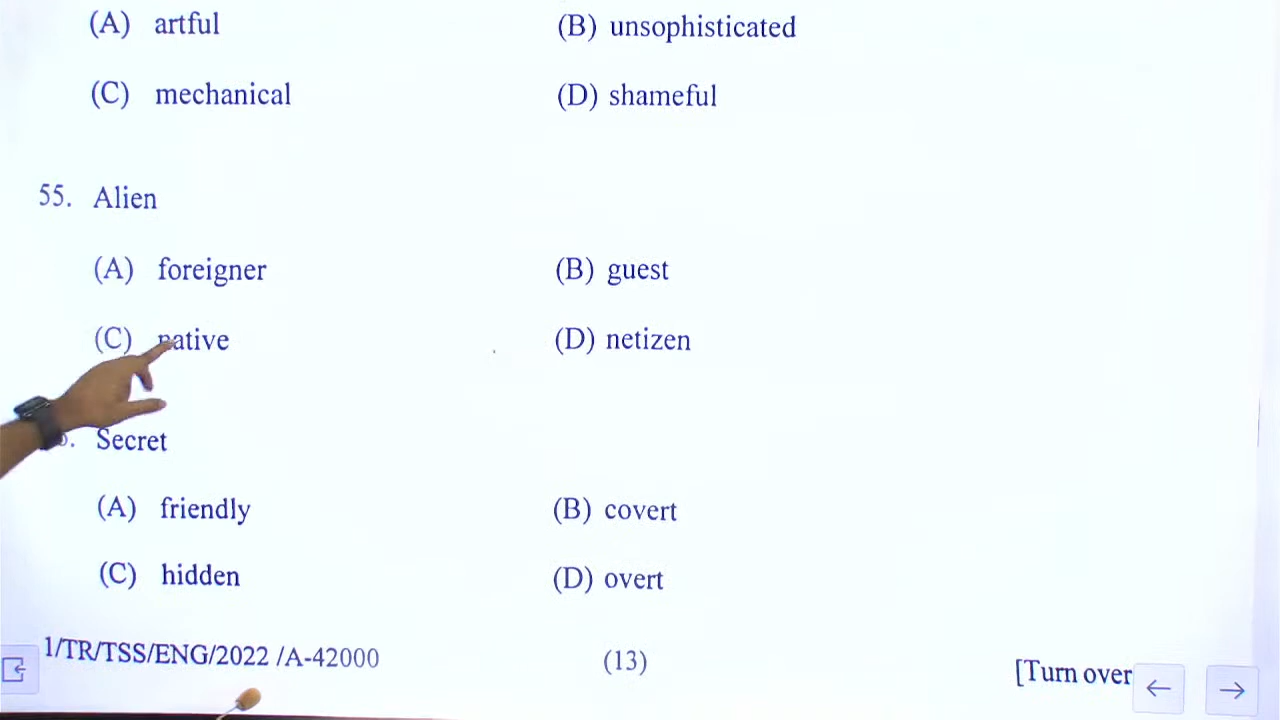 (A) artful (B) unsophisticated
(C) mechanical (D) shameful
55. Alien
(A) foreigner (B) guest
(C) native (D) netizen
Secret
(A) friendly (B) covert
(C) hidden (D) overt
1/TR/TSS/ENG/2022 /A-42000 (13) [Turn over